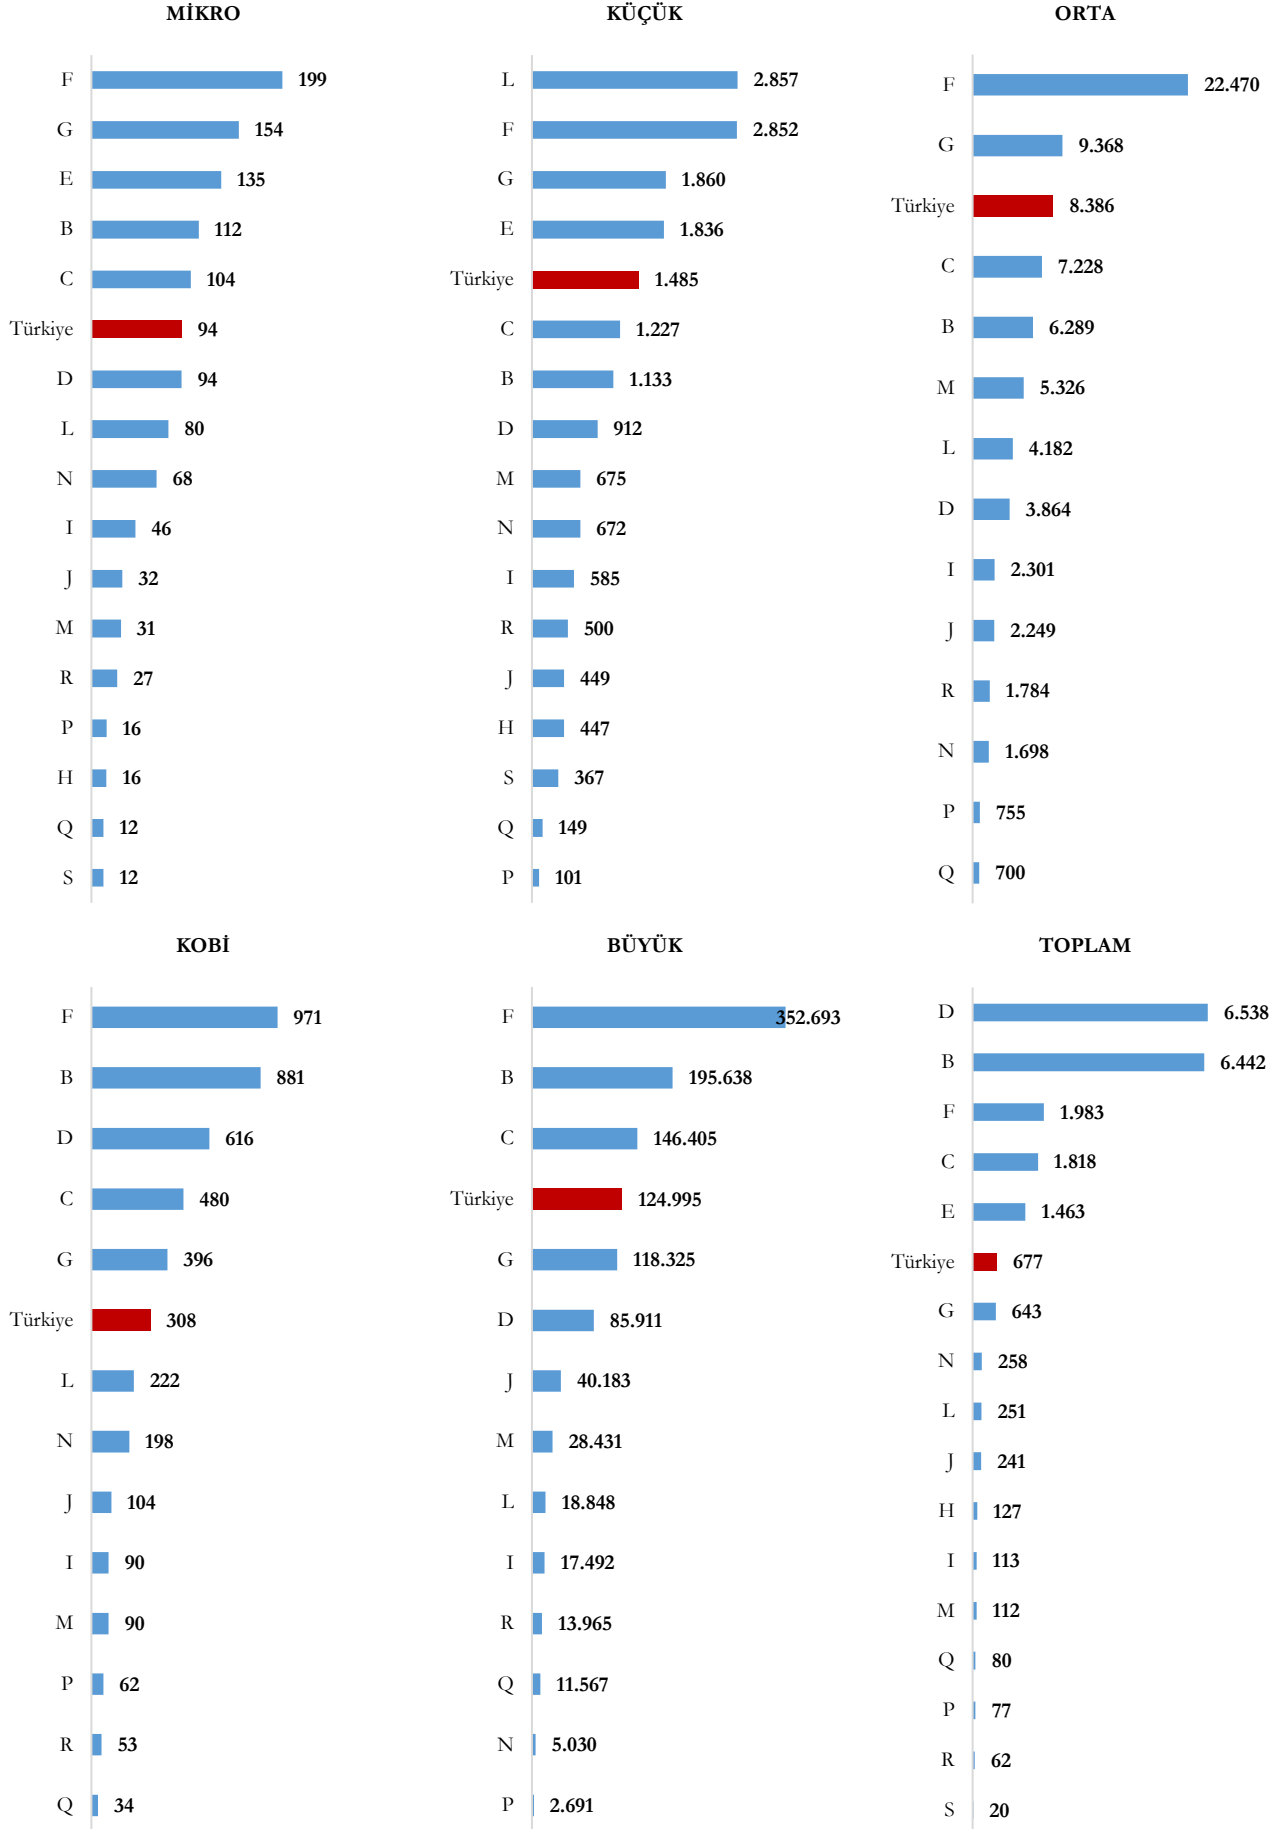 MİKRO
F 199
G 154
E 135
B 112
C 104
Türkiye 94
D 94
L 80
N 68
I 46
J 32
M 31
R 27
P 16
H 16
Q 12
S 12
KÜÇÜK
L 2.857
F 2.852
G 1.860
E 1.836
Türkiye 1.485
C 1.227
B 1.133
D 912
M 675
N 672
I 585
R 500
J 449
H 447
S 367
Q 149
P 101
ORTA
F 22.470
G 9.368
Türkiye 8.386
C 7.228
B 6.289
M 5.326
L 4.182
D 3.864
I 2.301
J 2.249
R 1.784
N 1.698
P 755
Q 700
KOBİ
F 971
B 881
D 616
C 480
G 396
Türkiye 308
L 222
N 198
J 104
I 90
M 90
P 62
R 53
Q 34
BÜYÜK
F 352.693
B 195.638
C 146.405
Türkiye 124.995
G 118.325
D 85.911
J 40.183
M 28.431
L 18.848
I 17.492
R 13.965
Q 11.567
N 5.030
P 2.691
TOPLAM
D 6.538
B 6.442
F 1.983
C 1.818
E 1.463
Türkiye 677
G 643
N 258
L 251
J 241
H 127
I 113
M 112
Q 80
P 77
R 62
S 20